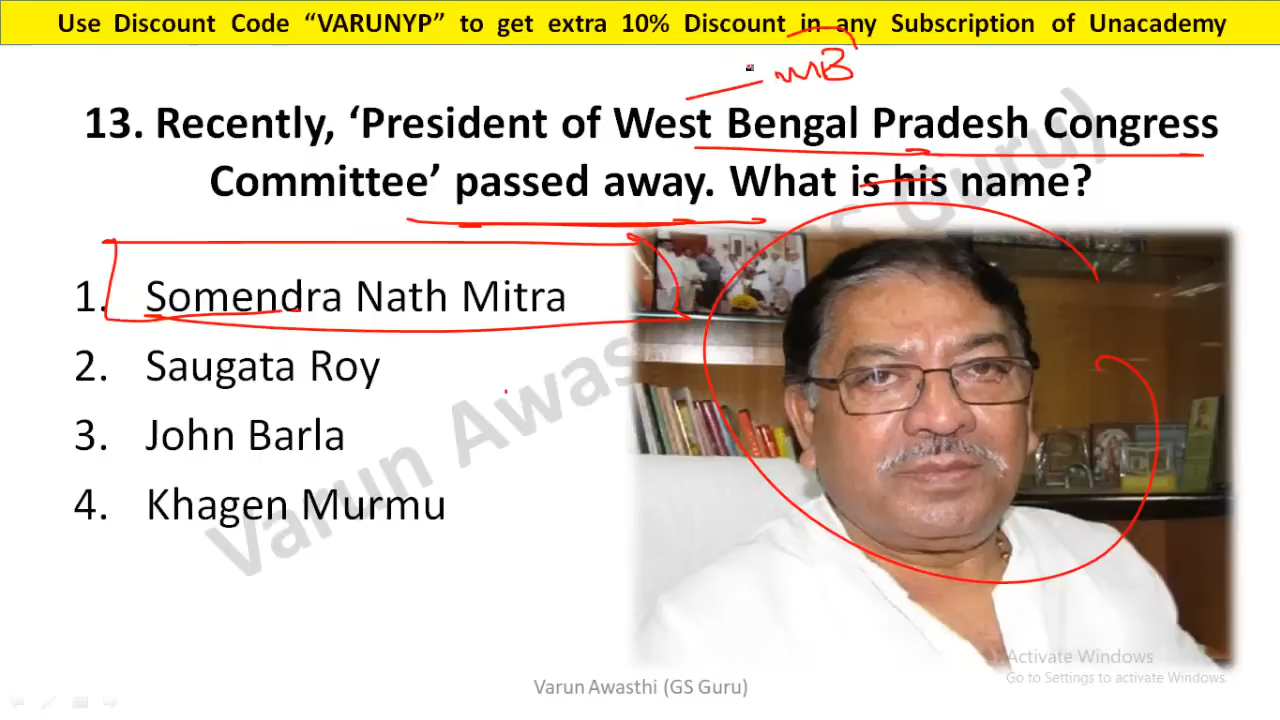 Use Discount Code “VARUNYP” to get extra 10% Discount in any Subscription of Unacademy
WB
13. Recently, ‘President of West Bengal Pradesh Congress
Committee’ passed away. What is his name?
1. Somendra Nath Mitra
2. Saugata Roy
3. John Barla
4. Khagen Murmu
Varun Awasthi (GS Guru)
Activate Windows
Go to Settings to activate Windows.
Varun Awasthi (GS Guru)